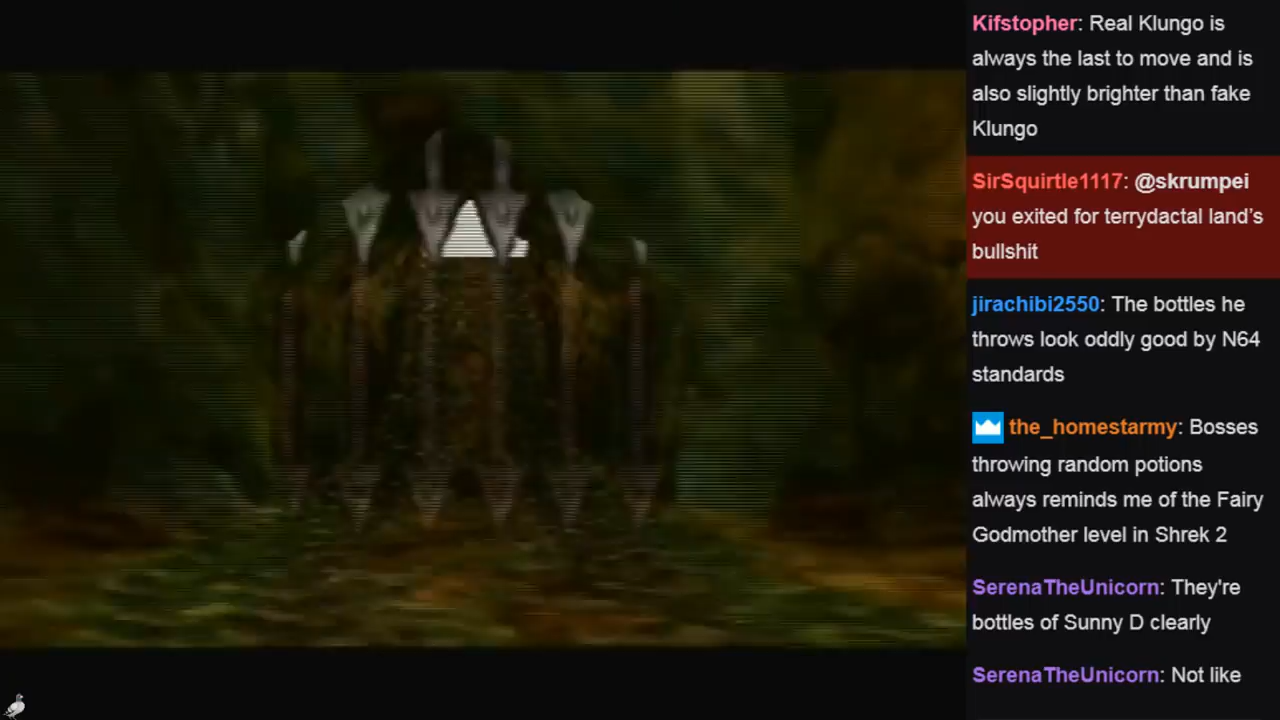 Kifstopher: Real Klungo is
always the last to move and is
also slightly brighter than fake
Klungo
SirSquirtle1117: @skrumpei
you exited for terrydactal land's
bullshit
jirachibi2550: The bottles he
throws look oddly good by N64
standards
the_homestarmy: Bosses
throwing random potions
always reminds me of the Fairy
Godmother level in Shrek 2
SerenaTheUnicorn: They're
bottles of Sunny D clearly
SerenaTheUnicorn: Not like